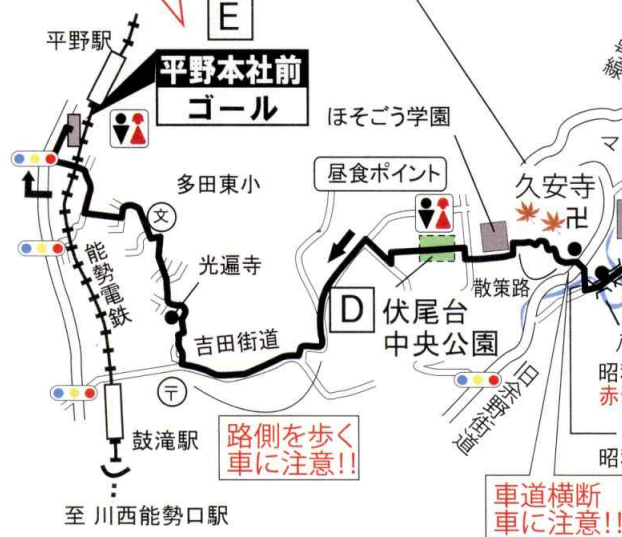 E
平野駅
平野本社前
ゴール
ほそごう学園
昼食ポイント
多田東小
文
久安寺
卍
マ
能勢電鉄
光遍寺
吉田街道
散策路
D 伏尾台
中央公園
〒
旧余野街道
鼓滝駅
路側を歩く
車に注意!!
至 川西能勢口駅
車道横断
車に注意!!
昭
赤
昭